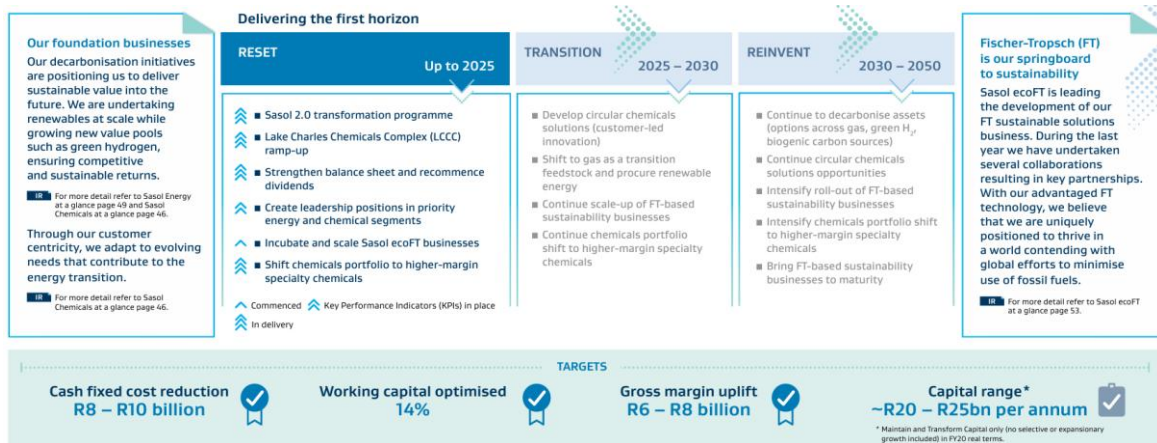 Delivering the first horizon
Our foundation businesses
Our decarbonisation initiatives
are positioning us to deliver
sustainable value into the
future. We are undertaking
renewables at scale while
growing new value pools
such as green hydrogen,
ensuring competitive
and sustainable returns.
IR For more detail refer to Sasol Energy
at a glance page 49 and Sasol
Chemicals at a glance page 46.
Through our customer
centricity, we adapt to evolving
needs that contribute to the
energy transition.
IR For more detail refer to Sasol
Chemicals at a glance page 46.
RESET
Up to 2025
■ Sasol 2.0 transformation programme
■ Lake Charles Chemicals Complex (LCCC)
ramp-up
■ Strengthen balance sheet and recommence
dividends
■ Create leadership positions in priority
energy and chemical segments
■ Incubate and scale Sasol ecoFT businesses
■ Shift chemicals portfolio to higher-margin
specialty chemicals
Commenced Key Performance Indicators (KPIs) in place
In delivery
TRANSITION
2025 – 2030
■ Develop circular chemicals
solutions (customer-led
innovation)
■ Shift to gas as a transition
feedstock and procure renewable
energy
■ Continue scale-up of FT-based
sustainability businesses
■ Continue chemicals portfolio
shift to higher-margin specialty
chemicals
REINVENT
2030 – 2050
■ Continue to decarbonise assets
(options across gas, green H₂,
biogenic carbon sources)
■ Continue circular chemicals
solutions opportunities
■ Intensify roll-out of FT-based
sustainability businesses
■ Intensify chemicals portfolio shift
to higher-margin specialty
chemicals
■ Bring FT-based sustainability
businesses to maturity
Fischer-Tropsch (FT)
is our springboard
to sustainability
Sasol ecoFT is leading
the development of our
FT sustainable solutions
business. During the last
year we have undertaken
several collaborations
resulting in key partnerships.
With our advanced FT
technology, we believe
that we are uniquely
positioned to thrive in
a world contending with
global efforts to minimise
use of fossil fuels.
IR For more detail refer to Sasol ecoFT
at a glance page 53.
TARGETS
Cash fixed cost reduction
R8 – R10 billion
Working capital optimised
14%
Gross margin uplift
R6 – R8 billion
Capital range*
~R20 – R25bn per annum
* Maintain and Transform Capital only (no selective or expansionary
growth included) in FY20 real terms.